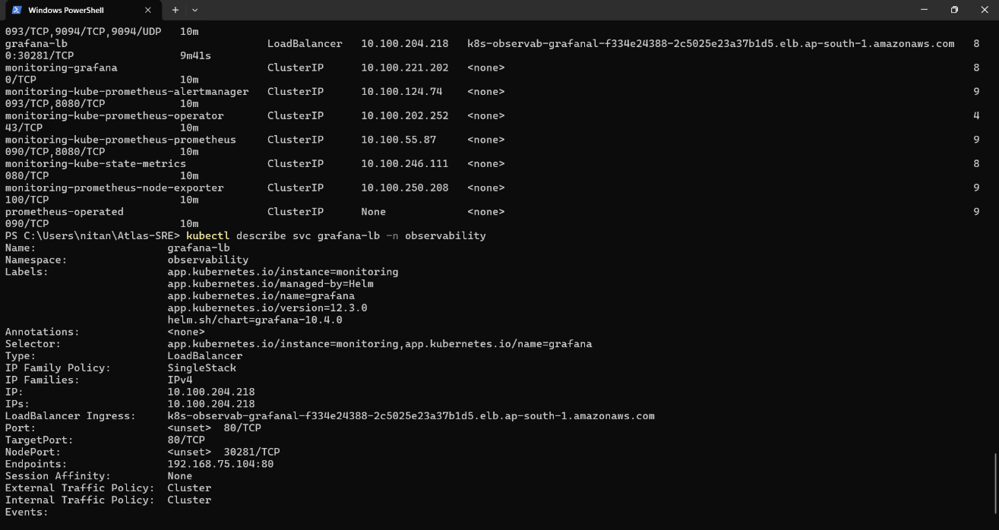 Windows PowerShell
093/TCP,9094/TCP,9094/UDP   10m
grafana-lb                                LoadBalancer   10.100.204.218   k8s-observab-grafanal-f334e24388-2c5025e23a37b1d5.elb.ap-south-1.amazonaws.com   8
0:30281/TCP                 9m41s
monitoring-grafana                        ClusterIP      10.100.221.202   <none>                                                                           8
0/TCP                       10m
monitoring-kube-prometheus-alertmanager   ClusterIP      10.100.124.74    <none>                                                                           9
093/TCP,8080/TCP            10m
monitoring-kube-prometheus-operator       ClusterIP      10.100.202.252   <none>                                                                           4
43/TCP                      10m
monitoring-kube-prometheus-prometheus     ClusterIP      10.100.55.87     <none>                                                                           9
090/TCP,8080/TCP            10m
monitoring-kube-state-metrics             ClusterIP      10.100.246.111   <none>                                                                           8
080/TCP                     10m
monitoring-prometheus-node-exporter       ClusterIP      10.100.250.208   <none>                                                                           9
100/TCP                     10m
prometheus-operated                       ClusterIP      None             <none>                                                                           9
090/TCP                     10m
PS C:\Users\nitan\Atlas-SRE> kubectl describe svc grafana-lb -n observability
Name:                     grafana-lb
Namespace:                observability
Labels:                   app.kubernetes.io/instance=monitoring
                          app.kubernetes.io/managed-by=Helm
                          app.kubernetes.io/name=grafana
                          app.kubernetes.io/version=12.3.0
                          helm.sh/chart=grafana-10.4.0
Annotations:              <none>
Selector:                 app.kubernetes.io/instance=monitoring,app.kubernetes.io/name=grafana
Type:                     LoadBalancer
IP Family Policy:         SingleStack
IP Families:              IPv4
IP:                       10.100.204.218
IPs:                      10.100.204.218
LoadBalancer Ingress:     k8s-observab-grafanal-f334e24388-2c5025e23a37b1d5.elb.ap-south-1.amazonaws.com
Port:                     <unset>  80/TCP
TargetPort:               80/TCP
NodePort:                 <unset>  30281/TCP
Endpoints:                192.168.75.104:80
Session Affinity:         None
External Traffic Policy:  Cluster
Internal Traffic Policy:  Cluster
Events: